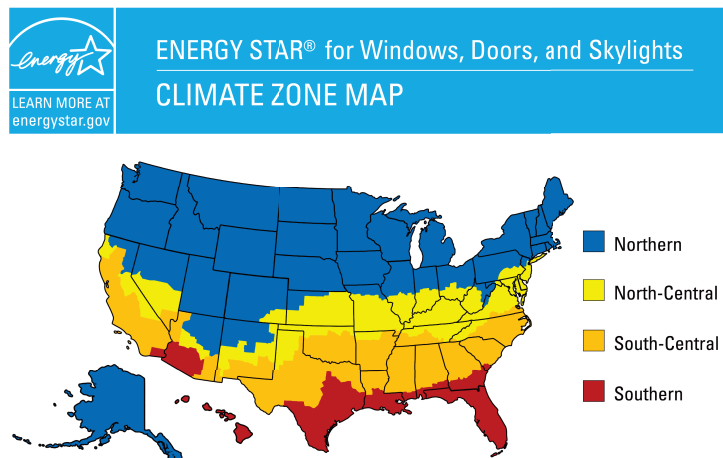 energy
LEARN MORE AT
energystar.gov
ENERGY STAR® for Windows, Doors, and Skylights
CLIMATE ZONE MAP
Northern
North-Central
South-Central
Southern